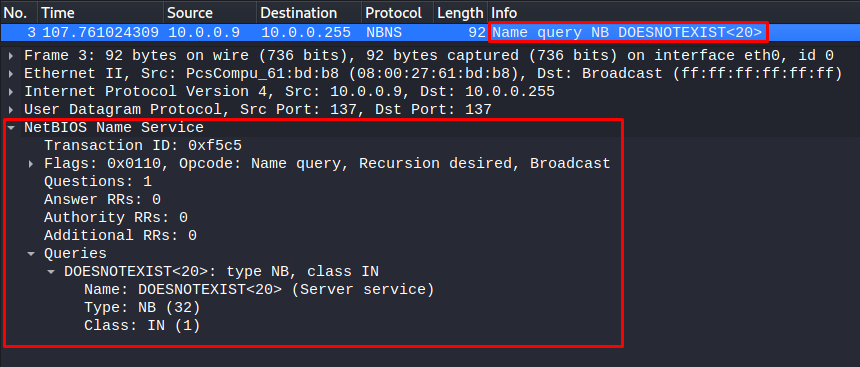 No. Time Source Destination Protocol Length Info
3 107.761024309 10.0.0.9 10.0.0.255 NBNS 92 Name query NB DOESNOTEXIST<20>
Frame 3: 92 bytes on wire (736 bits), 92 bytes captured (736 bits) on interface eth0, id 0
Ethernet II, Src: PcsCompu_61:bd:b8 (08:00:27:61:bd:b8), Dst: Broadcast (ff:ff:ff:ff:ff:ff)
Internet Protocol Version 4, Src: 10.0.0.9, Dst: 10.0.0.255
User Datagram Protocol, Src Port: 137, Dst Port: 137
NetBIOS Name Service
Transaction ID: 0xf5c5
Flags: 0x0110, Opcode: Name query, Recursion desired, Broadcast
Questions: 1
Answer RRs: 0
Authority RRs: 0
Additional RRs: 0
Queries
DOESNOTEXIST<20>: type NB, class IN
Name: DOESNOTEXIST<20> (Server service)
Type: NB (32)
Class: IN (1)